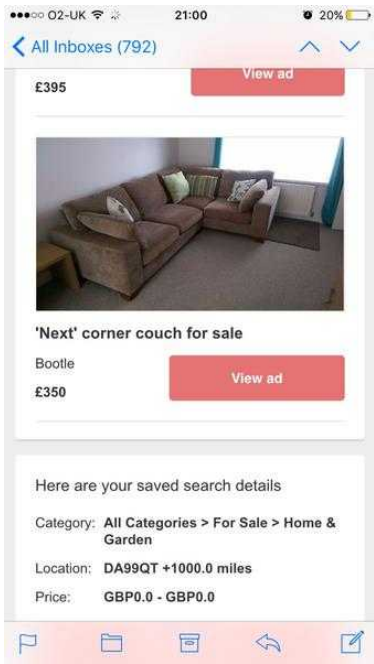 O2-UK 21:00 20%
All Inboxes (792)
View ad
£395
'Next' corner couch for sale
Bootle
View ad
£350
Here are your saved search details
Category: All Categories > For Sale > Home &
Garden
Location: DA99QT +1000.0 miles
Price: GBP0.0 - GBP0.0